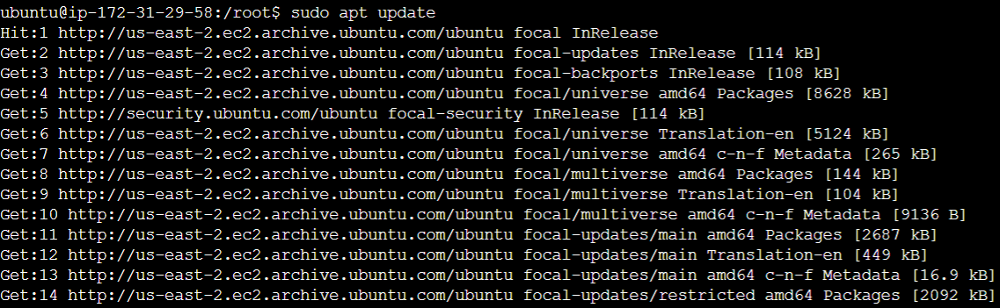 ubuntu@ip-172-31-29-58:/root$ sudo apt update
Hit:1 http://us-east-2.ec2.archive.ubuntu.com/ubuntu focal InRelease
Get:2 http://us-east-2.ec2.archive.ubuntu.com/ubuntu focal-updates InRelease [114 kB]
Get:3 http://us-east-2.ec2.archive.ubuntu.com/ubuntu focal-backports InRelease [108 kB]
Get:4 http://us-east-2.ec2.archive.ubuntu.com/ubuntu focal/universe amd64 Packages [8628 kB]
Get:5 http://security.ubuntu.com/ubuntu focal-security InRelease [114 kB]
Get:6 http://us-east-2.ec2.archive.ubuntu.com/ubuntu focal/universe Translation-en [5124 kB]
Get:7 http://us-east-2.ec2.archive.ubuntu.com/ubuntu focal/universe amd64 c-n-f Metadata [265 kB]
Get:8 http://us-east-2.ec2.archive.ubuntu.com/ubuntu focal/multiverse amd64 Packages [144 kB]
Get:9 http://us-east-2.ec2.archive.ubuntu.com/ubuntu focal/multiverse Translation-en [104 kB]
Get:10 http://us-east-2.ec2.archive.ubuntu.com/ubuntu focal/multiverse amd64 c-n-f Metadata [9136 B]
Get:11 http://us-east-2.ec2.archive.ubuntu.com/ubuntu focal-updates/main amd64 Packages [2687 kB]
Get:12 http://us-east-2.ec2.archive.ubuntu.com/ubuntu focal-updates/main Translation-en [449 kB]
Get:13 http://us-east-2.ec2.archive.ubuntu.com/ubuntu focal-updates/main amd64 c-n-f Metadata [16.9 kB]
Get:14 http://us-east-2.ec2.archive.ubuntu.com/ubuntu focal-updates/restricted amd64 Packages [2092 kB]